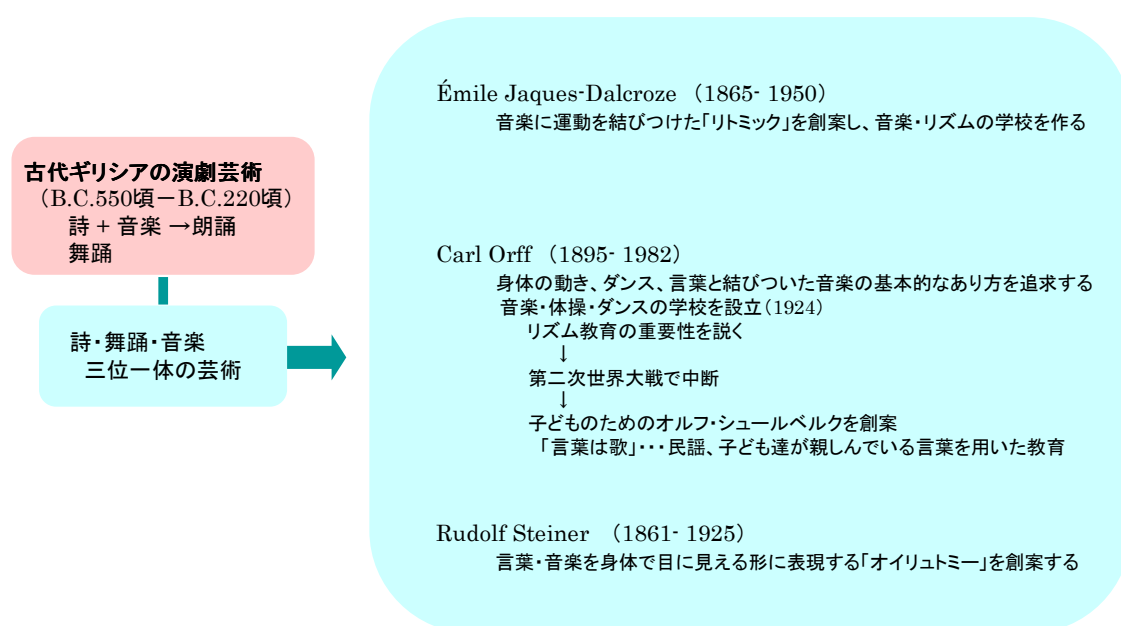 古代ギリシアの演劇芸術
（B.C.550頃－B.C.220頃）
詩 + 音楽 →朗誦
舞踊
詩・舞踊・音楽
三位一体の芸術
Émile Jaques-Dalcroze （1865- 1950）
音楽に運動を結びつけた「リトミック」を創案し、音楽・リズムの学校を作る
Carl Orff （1895- 1982）
身体の動き、ダンス、言葉と結びついた音楽の基本的なあり方を追求する
音楽・体操・ダンスの学校を設立（1924）
リズム教育の重要性を説く
↓
第二次世界大戦で中断
↓
子どものためのオルフ・シュールベルクを創案
「言葉は歌」・・・民謡、子ども達が親しんでいる言葉を用いた教育
Rudolf Steiner （1861- 1925）
言葉・音楽を身体で目に見える形に表現する「オイリュトミー」を創案する